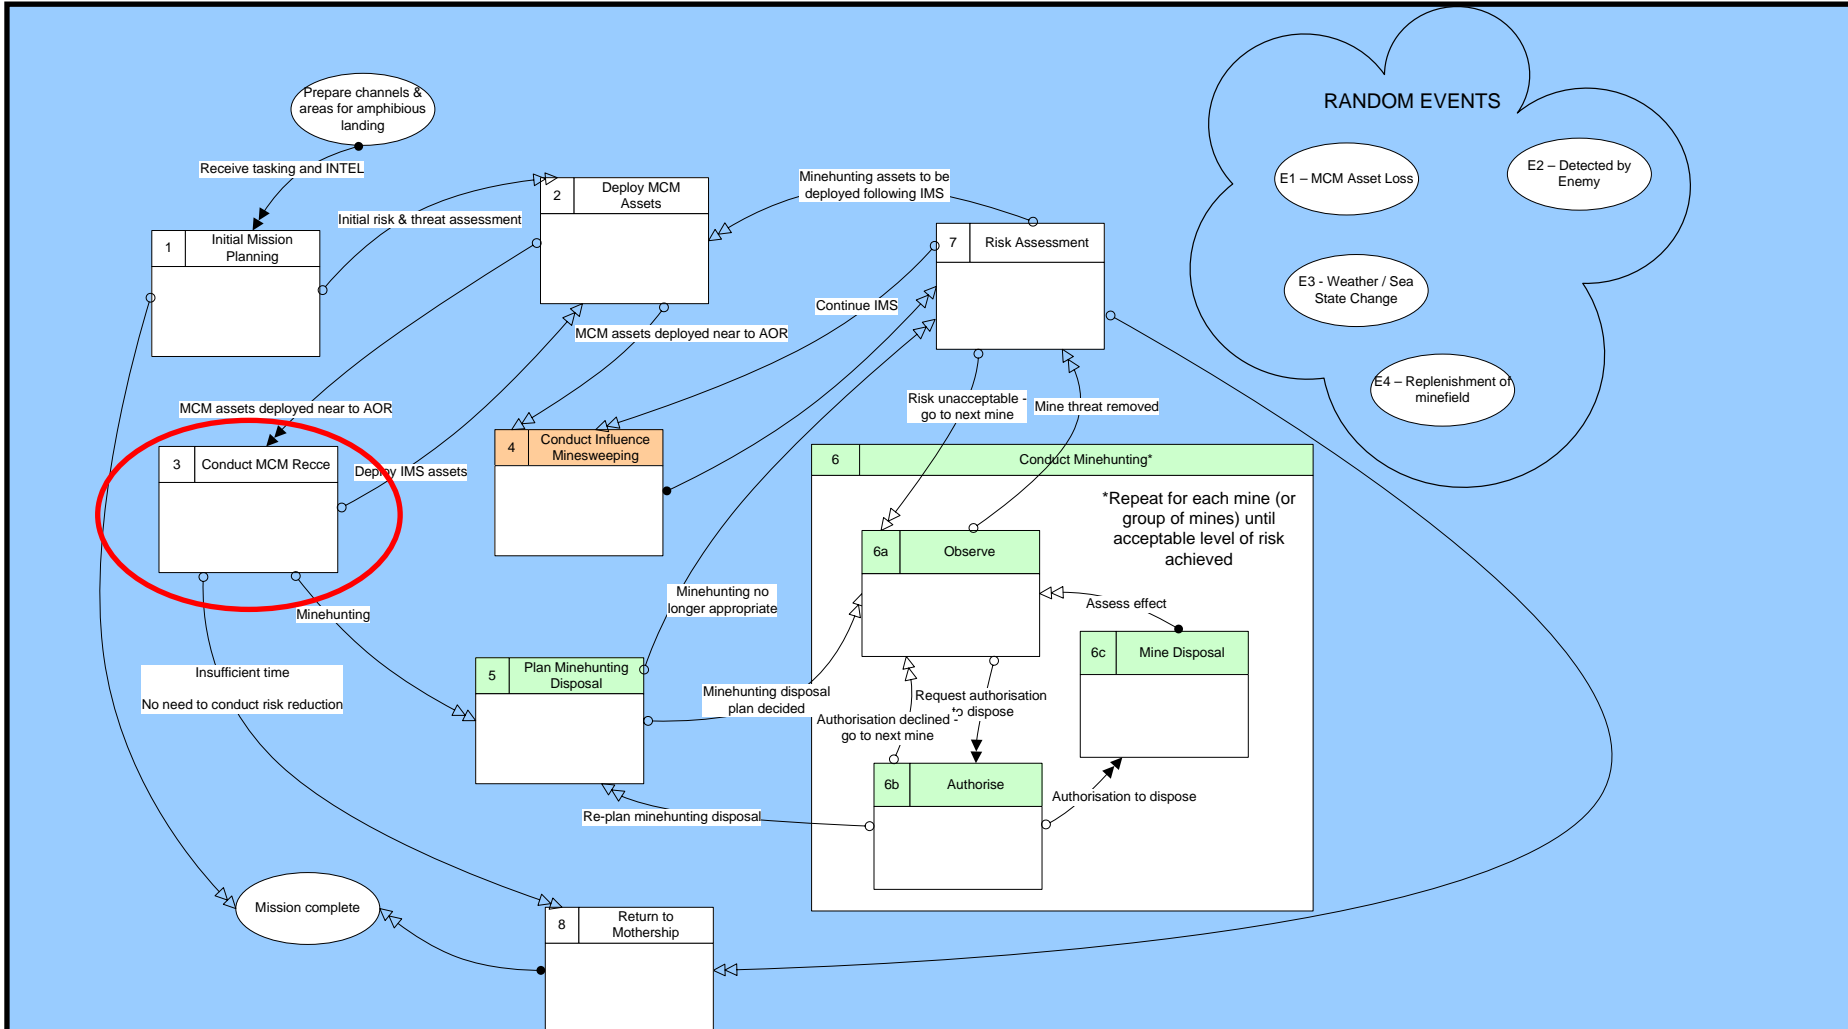 Prepare channels &
areas for amphibious
landing
Receive tasking and INTEL
1
Initial Mission
Planning
Initial risk & threat assessment
2
Deploy MCM
Assets
Minehunting assets to be
deployed following IMS
7
Risk Assessment
Continue IMS
MCM assets deployed near to AOR
MCM assets deployed near to AOR
3
Conduct MCM Recce
Deploy IMS assets
4
Conduct Influence
Minesweeping
Risk unacceptable -
go to next mine
Mine threat removed
6
Conduct Minehunting*
*Repeat for each mine (or
group of mines) until
acceptable level of risk
achieved
6a
Observe
Assess effect
6c
Mine Disposal
Minehunting no
longer appropriate
Minehunting
Insufficient time
No need to conduct risk reduction
5
Plan Minehunting
Disposal
Minehunting disposal
plan decided
Request authorisation
to dispose
Authorisation declined -
go to next mine
6b
Authorise
Authorisation to dispose
Re-plan minehunting disposal
Mission complete
8
Return to
Mothership
RANDOM EVENTS
E1 – MCM Asset Loss
E2 – Detected by
Enemy
E3 - Weather / Sea
State Change
E4 – Replenishment of
minefield